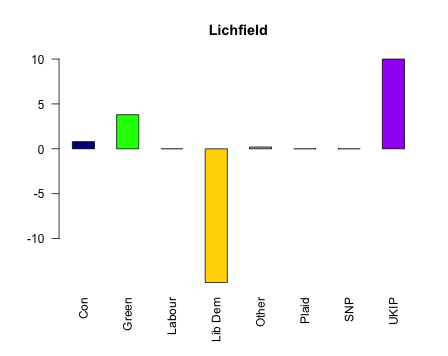 Lichfield
10
5
0
-5
-10
Con
Green
Labour
Lib Dem
Other
Plaid
SNP
UKIP